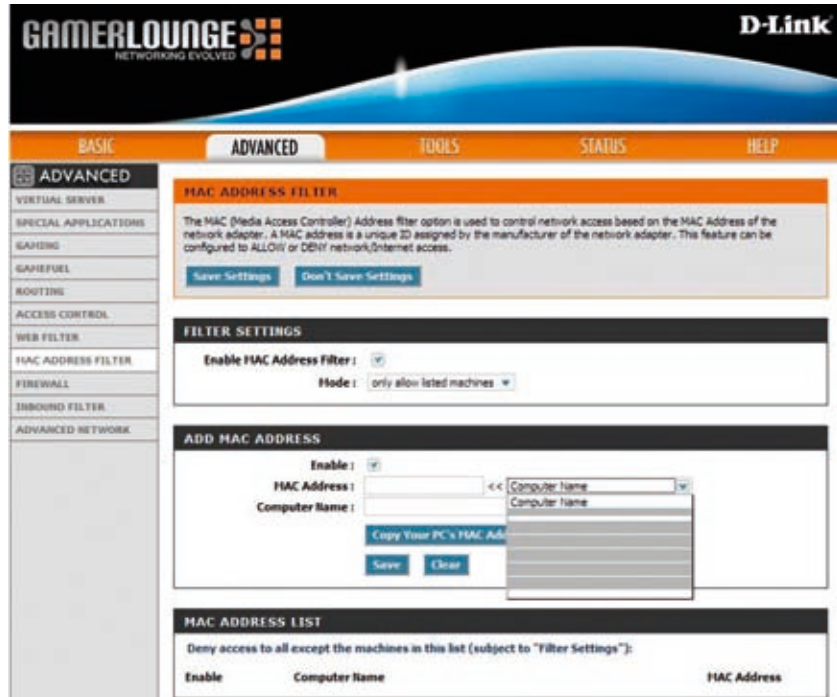 GAMERLOUNGE
NETWORKING EVOLVED
D-Link
BASIC
ADVANCED
TOOLS
STATUS
HELP
ADVANCED
VIRTUAL SERVER
SPECIAL APPLICATIONS
GAMING
GAMEFUEL
ROUTING
ACCESS CONTROL
WEB FILTER
MAC ADDRESS FILTER
FIREWALL
INBOUND FILTER
ADVANCED NETWORK
MAC ADDRESS FILTER
The MAC (Media Access Controller) Address filter option is used to control network access based on the MAC Address of the
network adapter. A MAC address is a unique ID assigned by the manufacturer of the network adapter. This feature can be
configured to ALLOW or DENY network/Internet access.
Save Settings
Don't Save Settings
FILTER SETTINGS
Enable MAC Address Filter :
Mode : only allow listed machines
ADD MAC ADDRESS
Enable :
MAC Address : << Computer Name
Computer Name
Computer Name :
Copy Your PC's MAC
Save
Clear
MAC ADDRESS LIST
Deny access to all except the machines in this list (subject to "Filter Settings"):
Enable Computer Name MAC Address